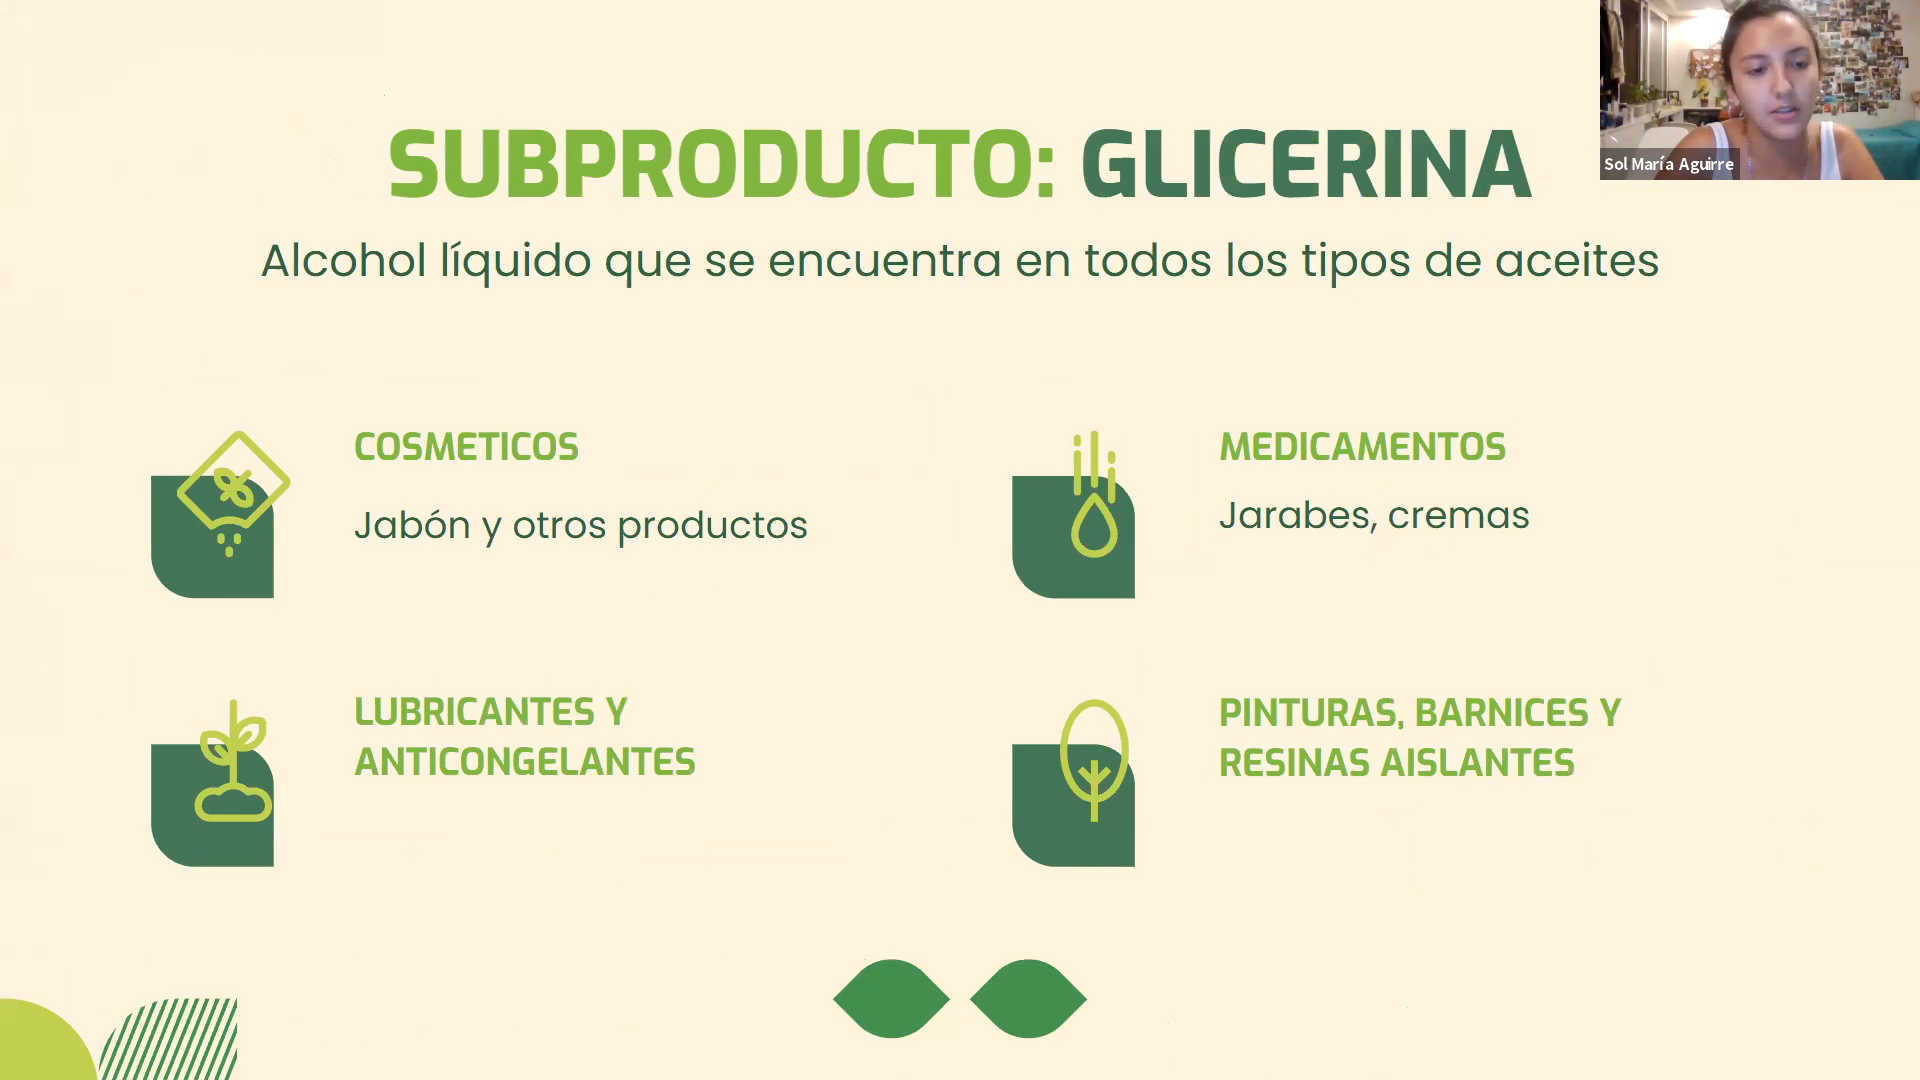 SUBPRODUCTO: GLICERINA
Alcohol líquido que se encuentra en todos los tipos de aceites
Sol María Aguirre
COSMETICOS
Jabón y otros productos
MEDICAMENTOS
Jarabes, cremas
LUBRICANTES Y
ANTICONGELANTES
PINTURAS, BARNICES Y
RESINAS AISLANTES